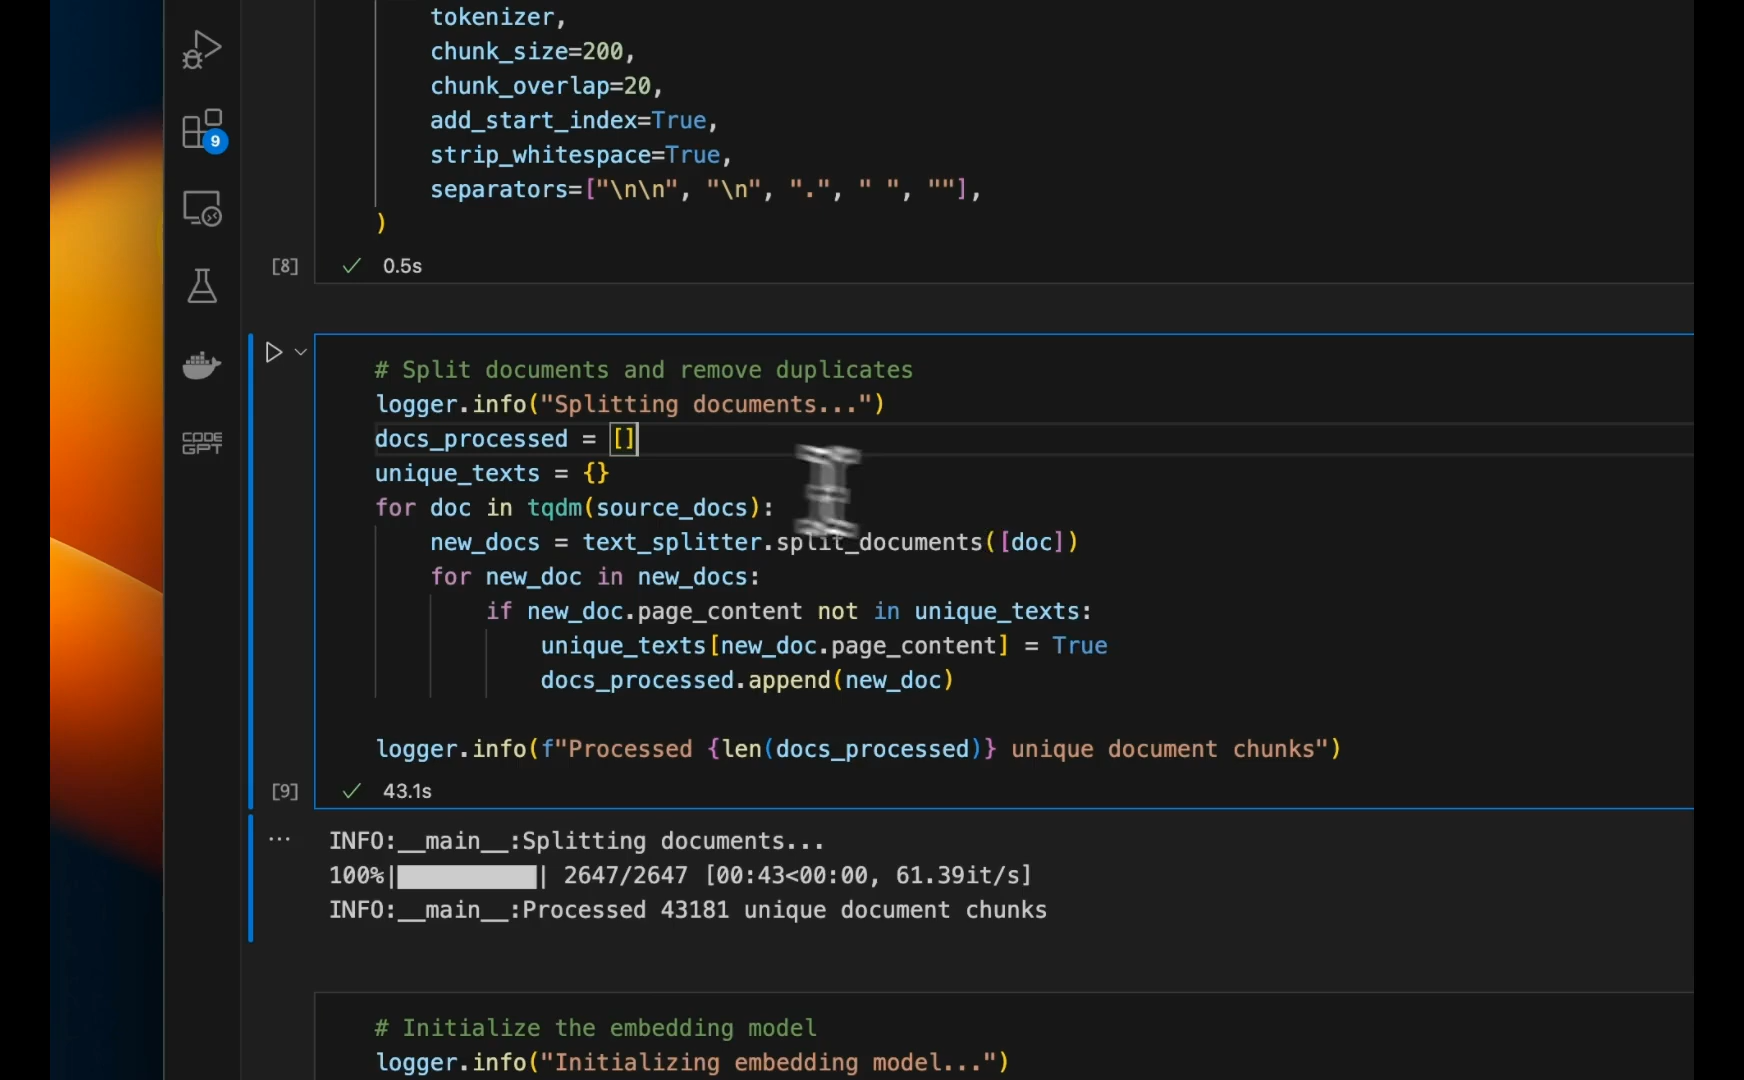 tokenizer,
chunk_size=200,
chunk_overlap=20,
add_start_index=True,
strip_whitespace=True,
separators=["\n\n", "\n", ".", " ", ""],
)
[8] 0.5s
9
CODE
GPT
# Split documents and remove duplicates
logger.info("Splitting documents...")
docs_processed = []
unique_texts = {}
for doc in tqdm(source_docs):
new_docs = text_splitter.split_documents([doc])
for new_doc in new_docs:
if new_doc.page_content not in unique_texts:
unique_texts[new_doc.page_content] = True
docs_processed.append(new_doc)
logger.info(f"Processed {len(docs_processed)} unique document chunks")
[9] 43.1s
INFO:__main__:Splitting documents...
100%| | 2647/2647 [00:43<00:00, 61.39it/s]
INFO:__main__:Processed 43181 unique document chunks
# Initialize the embedding model
logger.info("Initializing embedding model...")